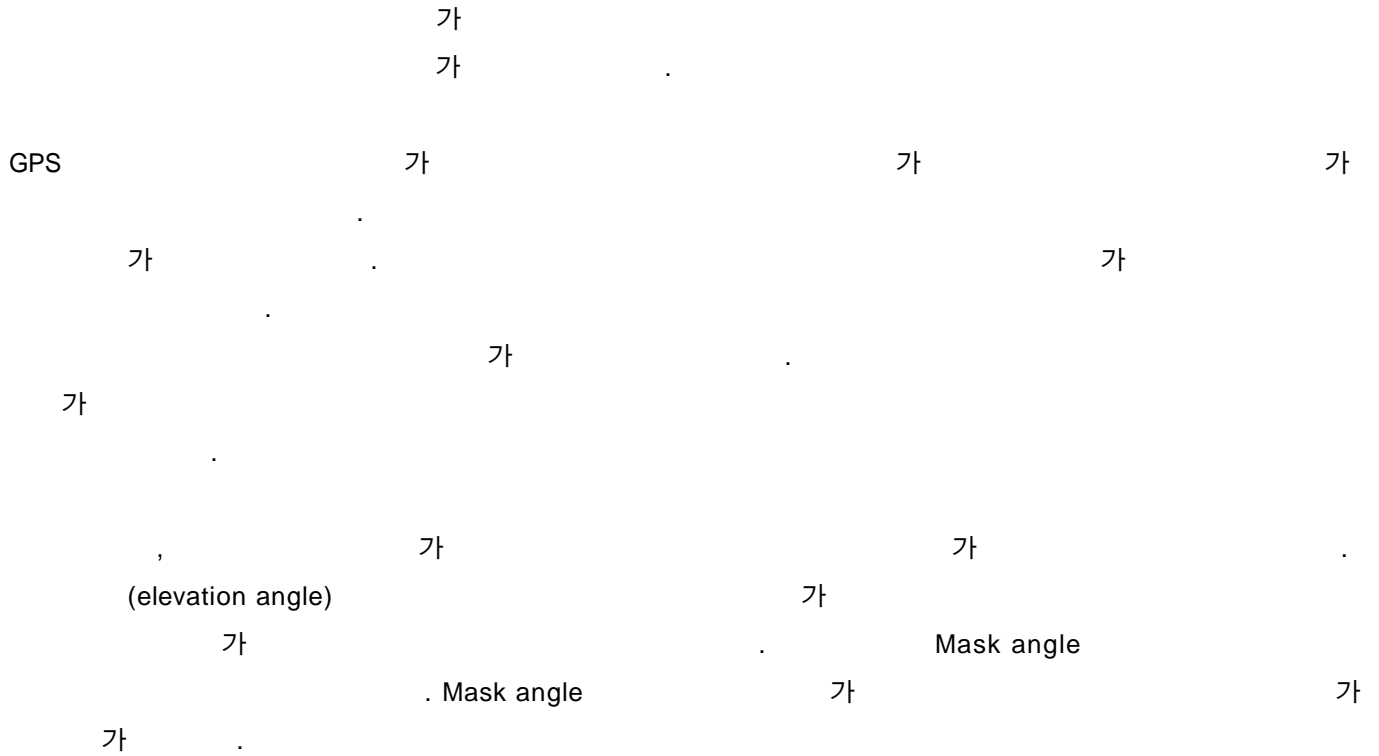 가
가 .
GPS 가 가 가
.
가 . 가
.
가 .
가
.
, 가 가 .
(elevation angle) 가
가 . Mask angle
. Mask angle 가 가
가 .